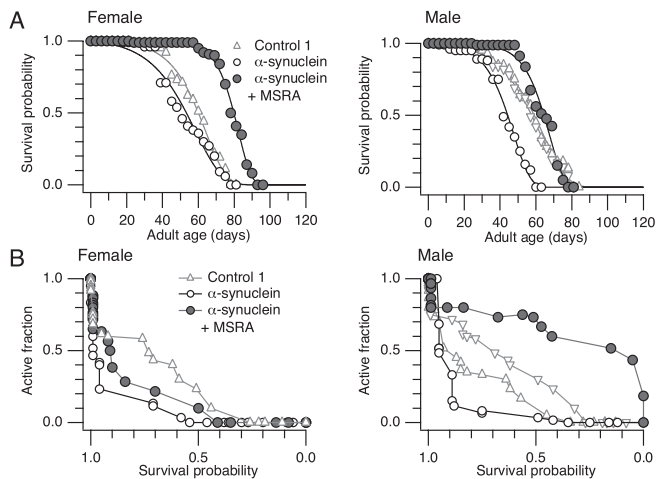 A
Female
Survival probability
1.0
0.5
0.0
Control 1
α-synuclein
α-synuclein
+ MSRA
0 20 40 60 80 100 120
Adult age (days)
Male
Survival probability
1.0
0.5
0.0
0 20 40 60 80 100 120
Adult age (days)
B
Female
Active fraction
1.0
0.5
0.0
Control 1
α-synuclein
α-synuclein
+ MSRA
1.0 0.5 0.0
Survival probability
Male
Active fraction
1.0
0.5
0.0
1.0 0.5 0.0
Survival probability